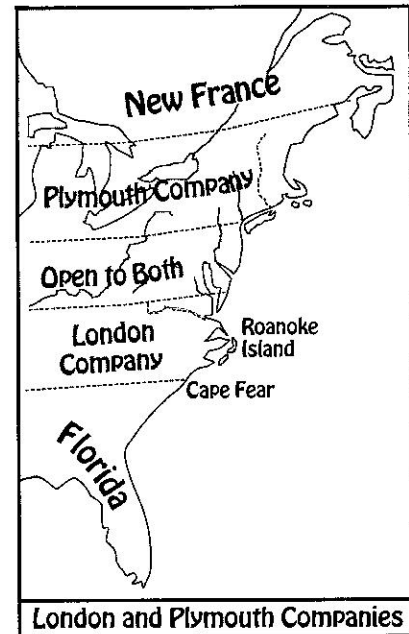 New France
Plymouth Company
Open to Both
London
Company
Roanoke
Island
Cape Fear
Florida
London and Plymouth Companies